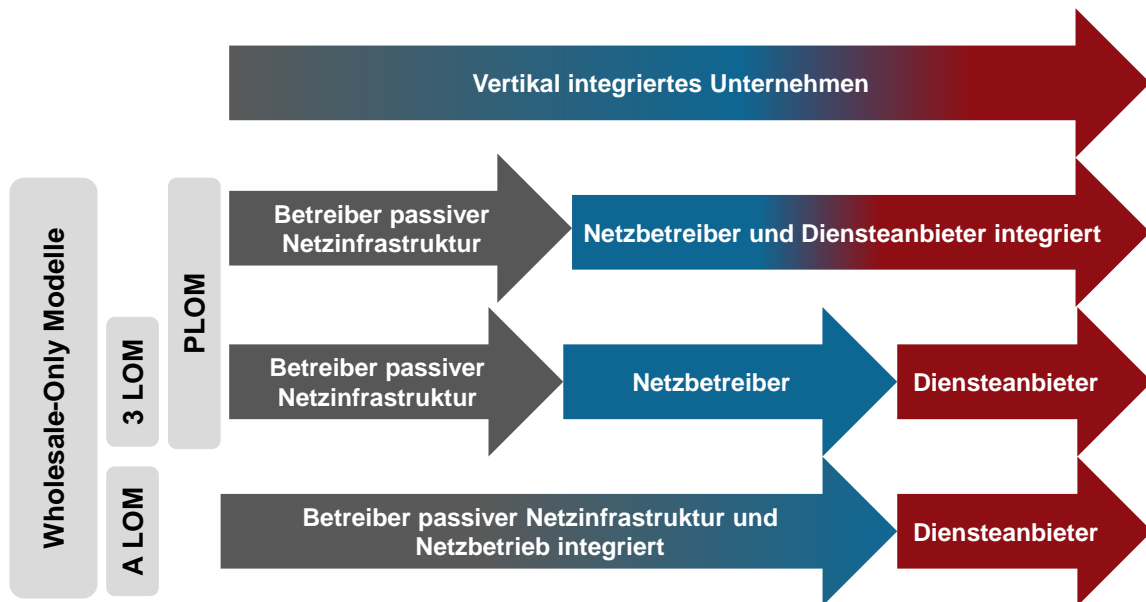 Vertikal integriertes Unternehmen
Wholesale-Only Modelle
PLOM
3 LOM
A LOM
Betreiber passiver
Netzinfrastruktur
Netzbetreiber und Diensteanbieter integriert
Betreiber passiver
Netzinfrastruktur
Netzbetreiber
Diensteanbieter
Betreiber passiver Netzinfrastruktur und
Netzbetrieb integriert
Diensteanbieter